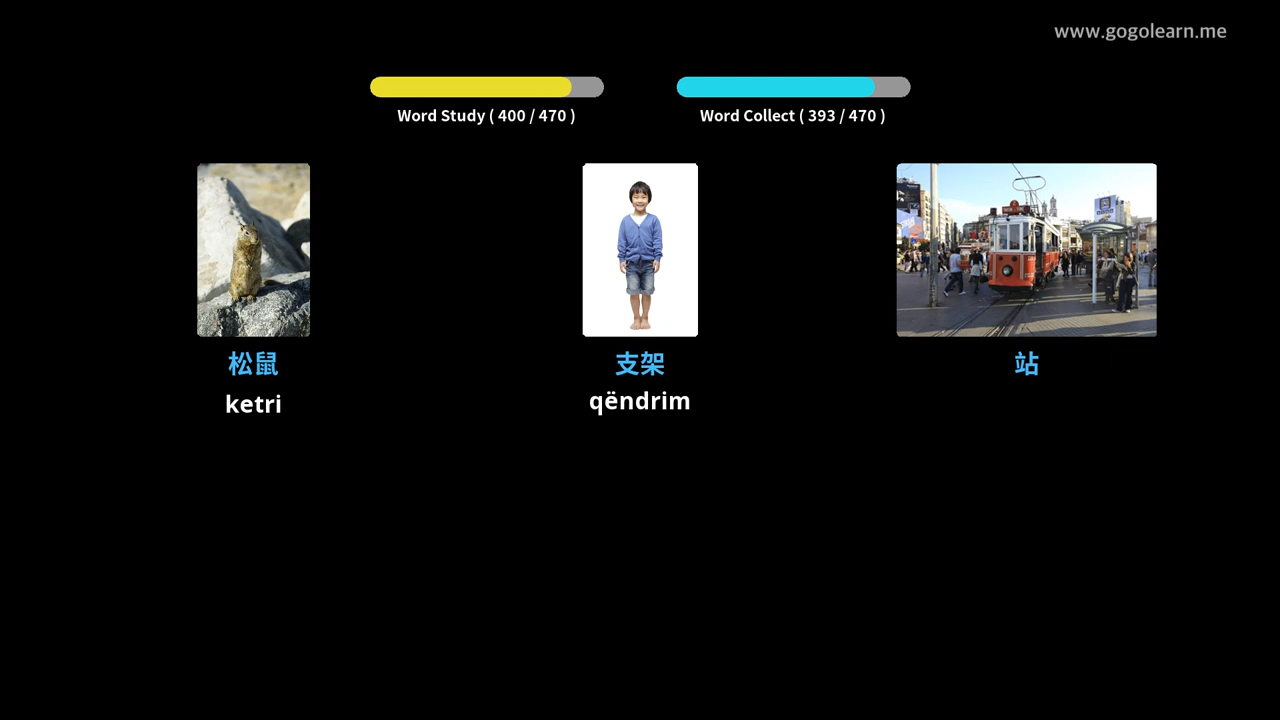 www.gogolearn.me
Word Study ( 400 / 470 )
Word Collect ( 393 / 470 )
松鼠
ketri
支架
qëndrim
站